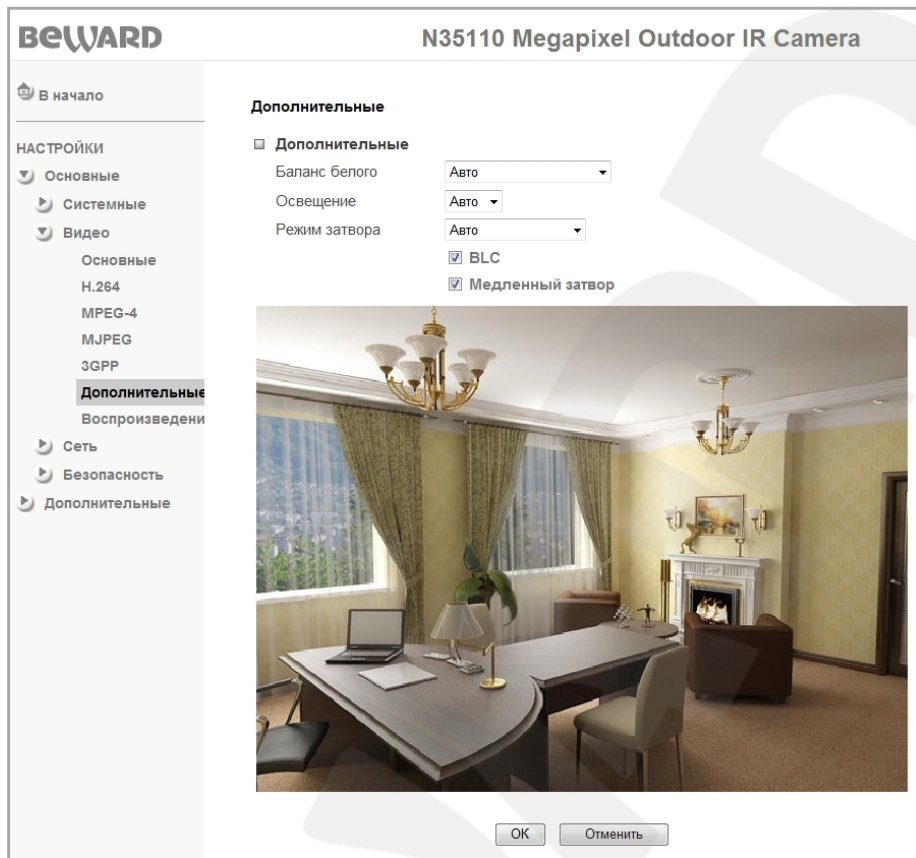 BEWARD
N35110 Megapixel Outdoor IR Camera
В начало
НАСТРОЙКИ
Основные
Системные
Видео
Основные
H.264
MPEG-4
MJPEG
3GPP
Дополнительные
Воспроизведени
Сеть
Безопасность
Дополнительные
Дополнительные
Дополнительные
Баланс белого Авто
Освещение Авто
Режим затвора Авто
BLC
Медленный затвор
OK Отменить